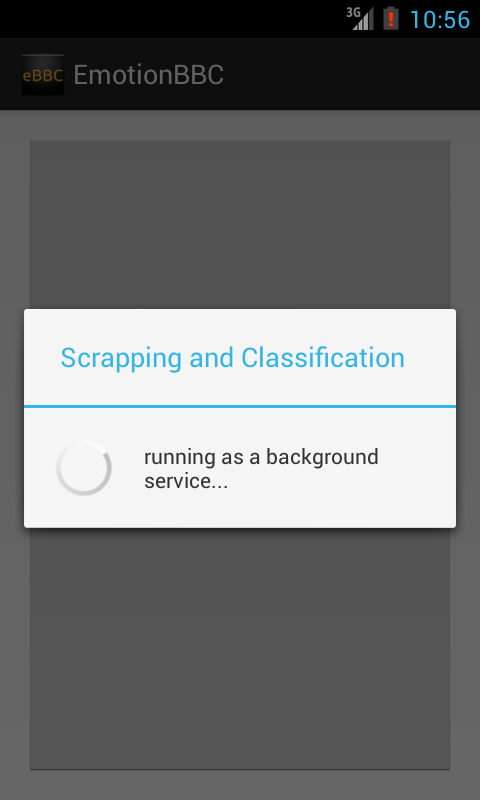 3G 10:56
eBBC EmotionBBC
Scrapping and Classification
running as a background
service...